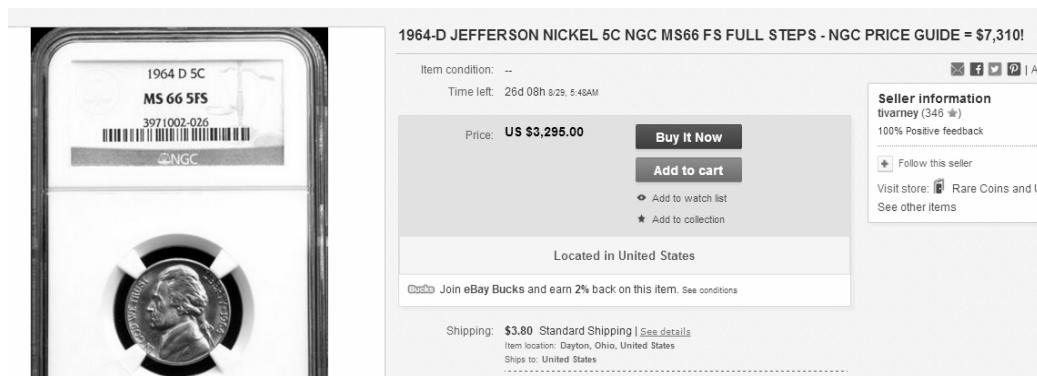 1964 D 5C
MS 66 5FS
3971002-026
NGC
1964-D JEFFERSON NICKEL 5C NGC MS66 FS FULL STEPS - NGC PRICE GUIDE = $7,310!
Item condition: --
Time left: 26d 08h 8/29, 5:48AM
Price: US $3,295.00
Buy It Now
Add to cart
Add to watch list
Add to collection
Located in United States
Bucks Join eBay Bucks and earn 2% back on this item. See conditions
Shipping: $3.80 Standard Shipping | See details
Item location: Dayton, Ohio, United States
Ships to: United States
| A
Seller information
tivarney (346 ★)
100% Positive feedback
+ Follow this seller
Visit store: Rare Coins and
See other items